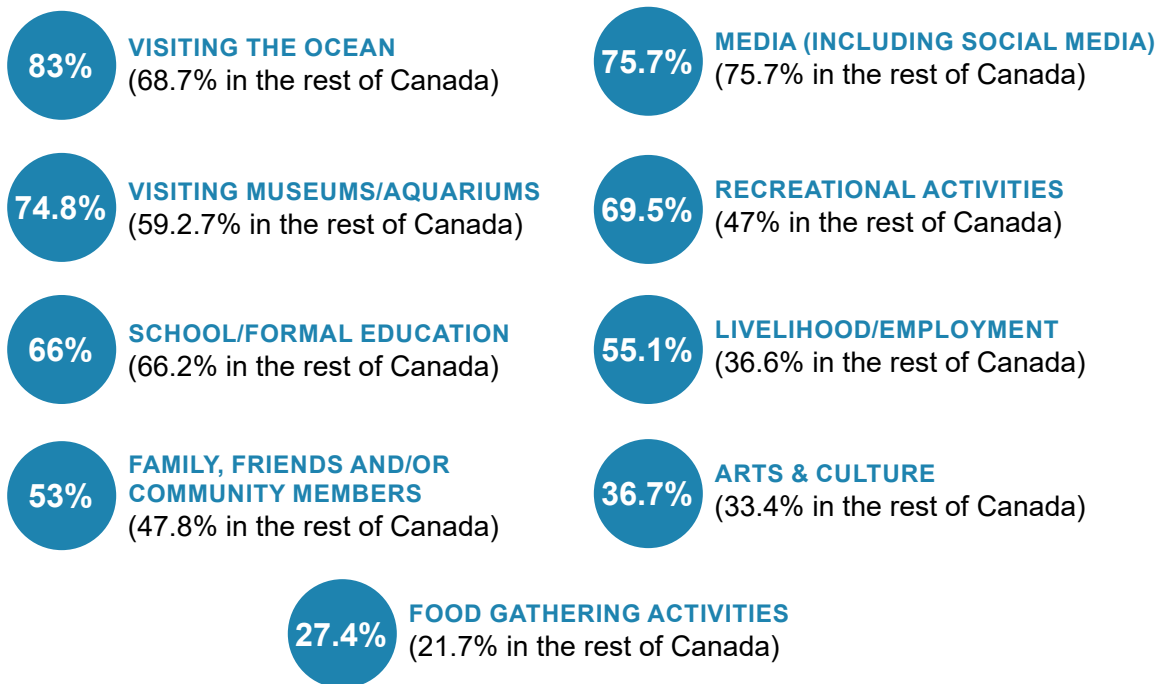 83%
VISITING THE OCEAN
(68.7% in the rest of Canada)
75.7%
MEDIA (INCLUDING SOCIAL MEDIA)
(75.7% in the rest of Canada)
74.8%
VISITING MUSEUMS/AQUARIUMS
(59.2.7% in the rest of Canada)
69.5%
RECREATIONAL ACTIVITIES
(47% in the rest of Canada)
66%
SCHOOL/FORMAL EDUCATION
(66.2% in the rest of Canada)
55.1%
LIVELIHOOD/EMPLOYMENT
(36.6% in the rest of Canada)
53%
FAMILY, FRIENDS AND/OR
COMMUNITY MEMBERS
(47.8% in the rest of Canada)
36.7%
ARTS & CULTURE
(33.4% in the rest of Canada)
27.4%
FOOD GATHERING ACTIVITIES
(21.7% in the rest of Canada)